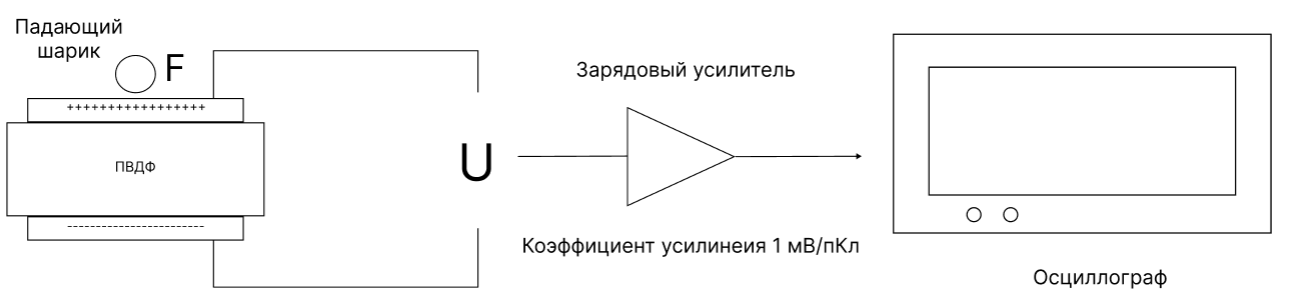 Падающий
шарик
F
++++++++++++++++++
ПВДФ
-----------------------
U
Зарядовый усилитель
Коэффициент усилинеия 1 мВ/пКл
Осциллограф